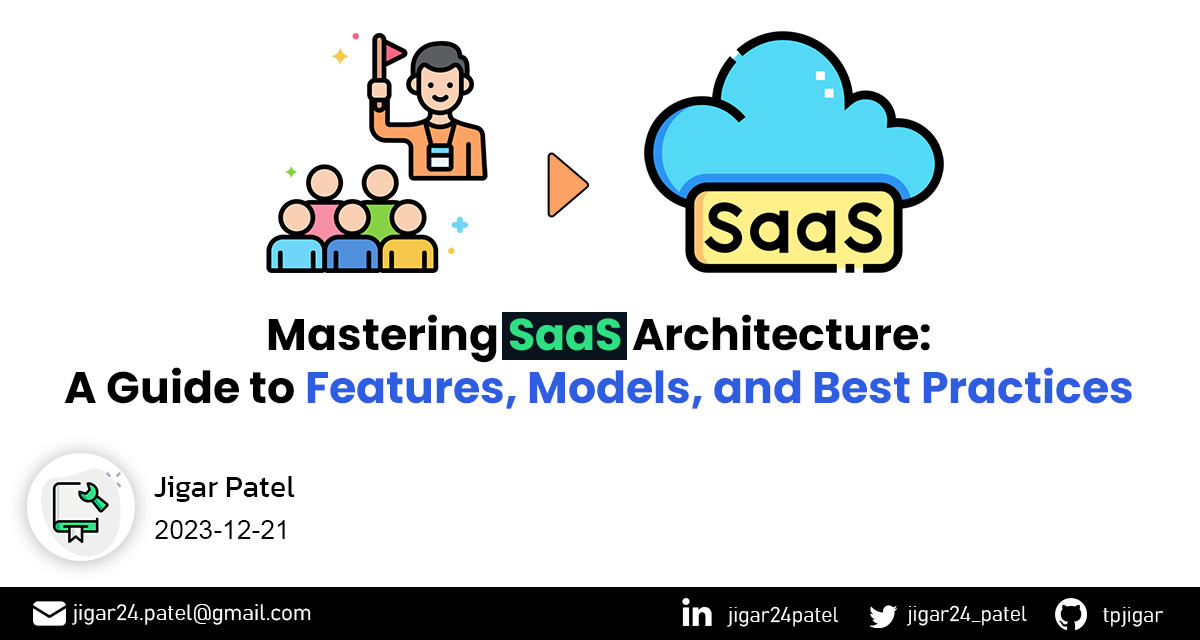 SaaS
Mastering SaaS Architecture:
A Guide to Features, Models, and Best Practices
Jigar Patel
2023-12-21
jigar24.patel@gmail.com
in jigar24patel
jigar24_patel
tpjigar